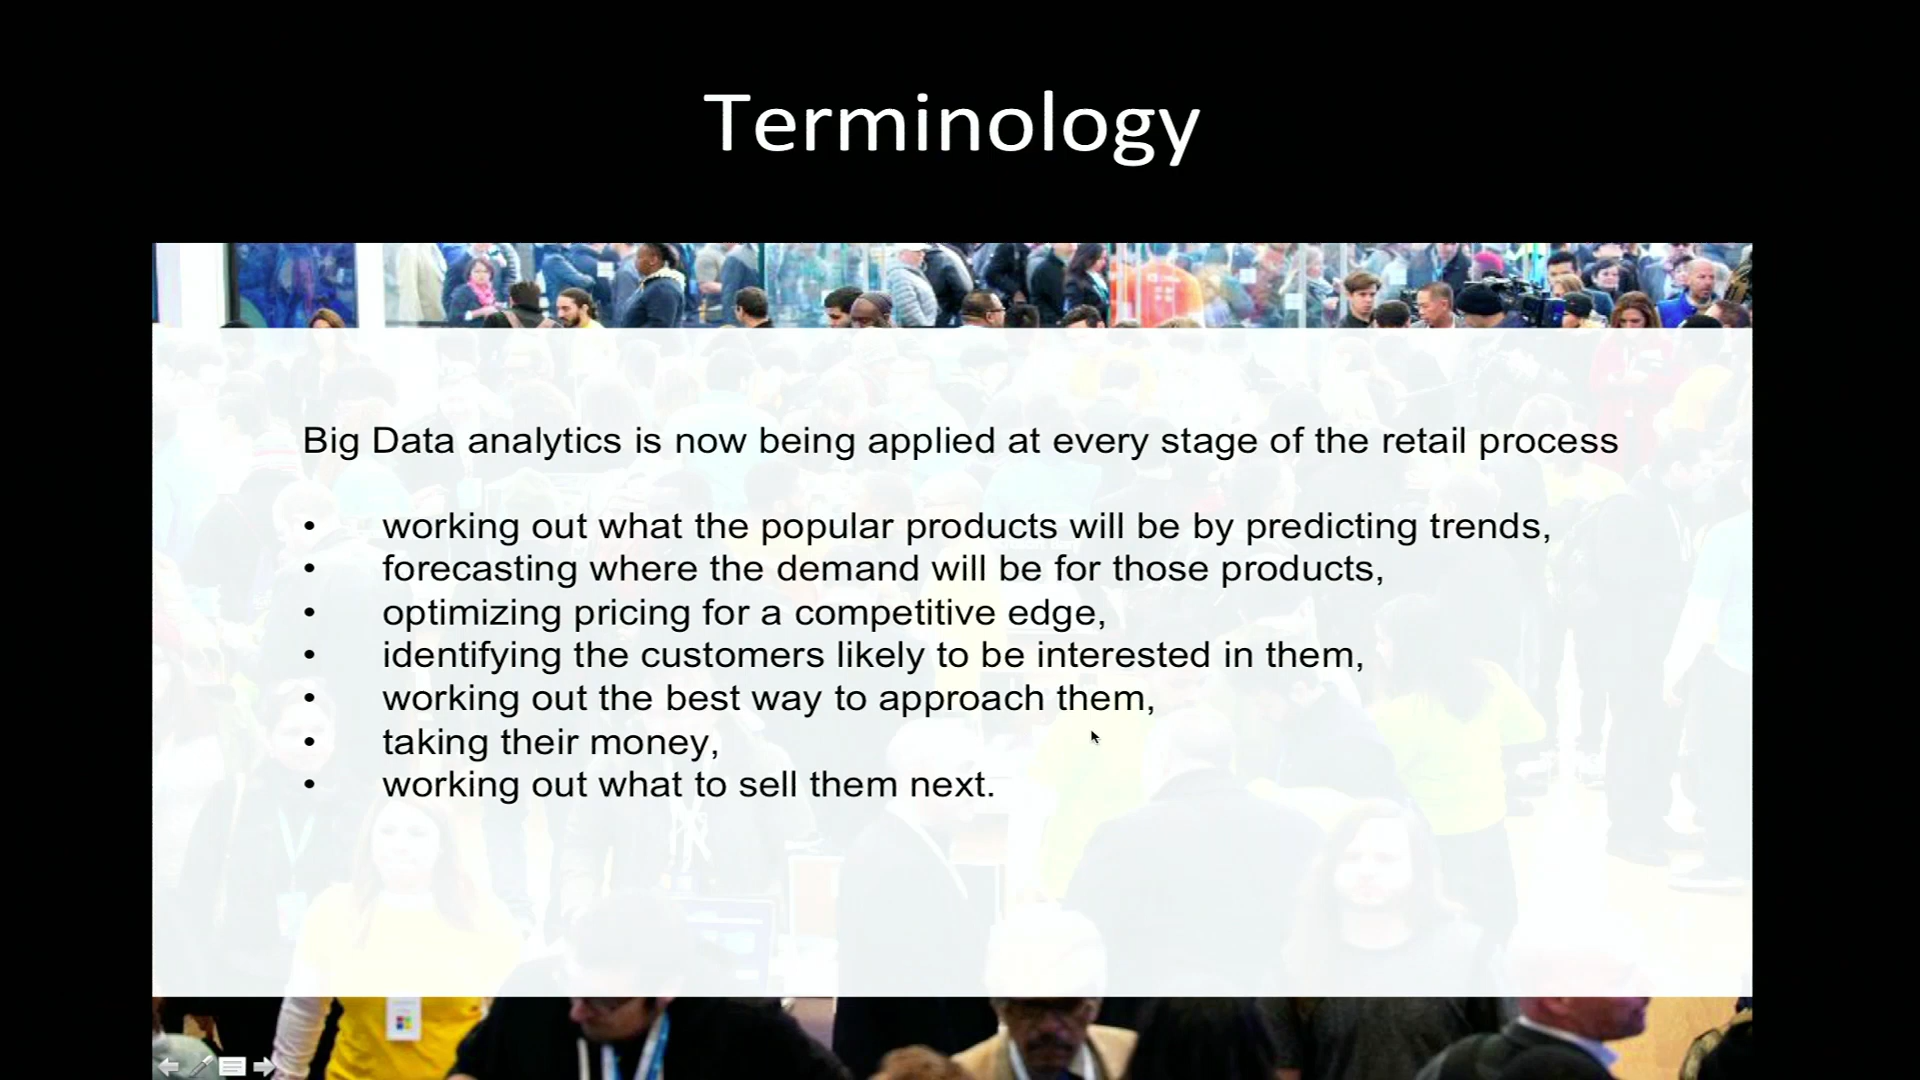 Terminology
Big Data analytics is now being applied at every stage of the retail process
• working out what the popular products will be by predicting trends,
• forecasting where the demand will be for those products,
• optimizing pricing for a competitive edge,
• identifying the customers likely to be interested in them,
• working out the best way to approach them,
• taking their money,
• working out what to sell them next.